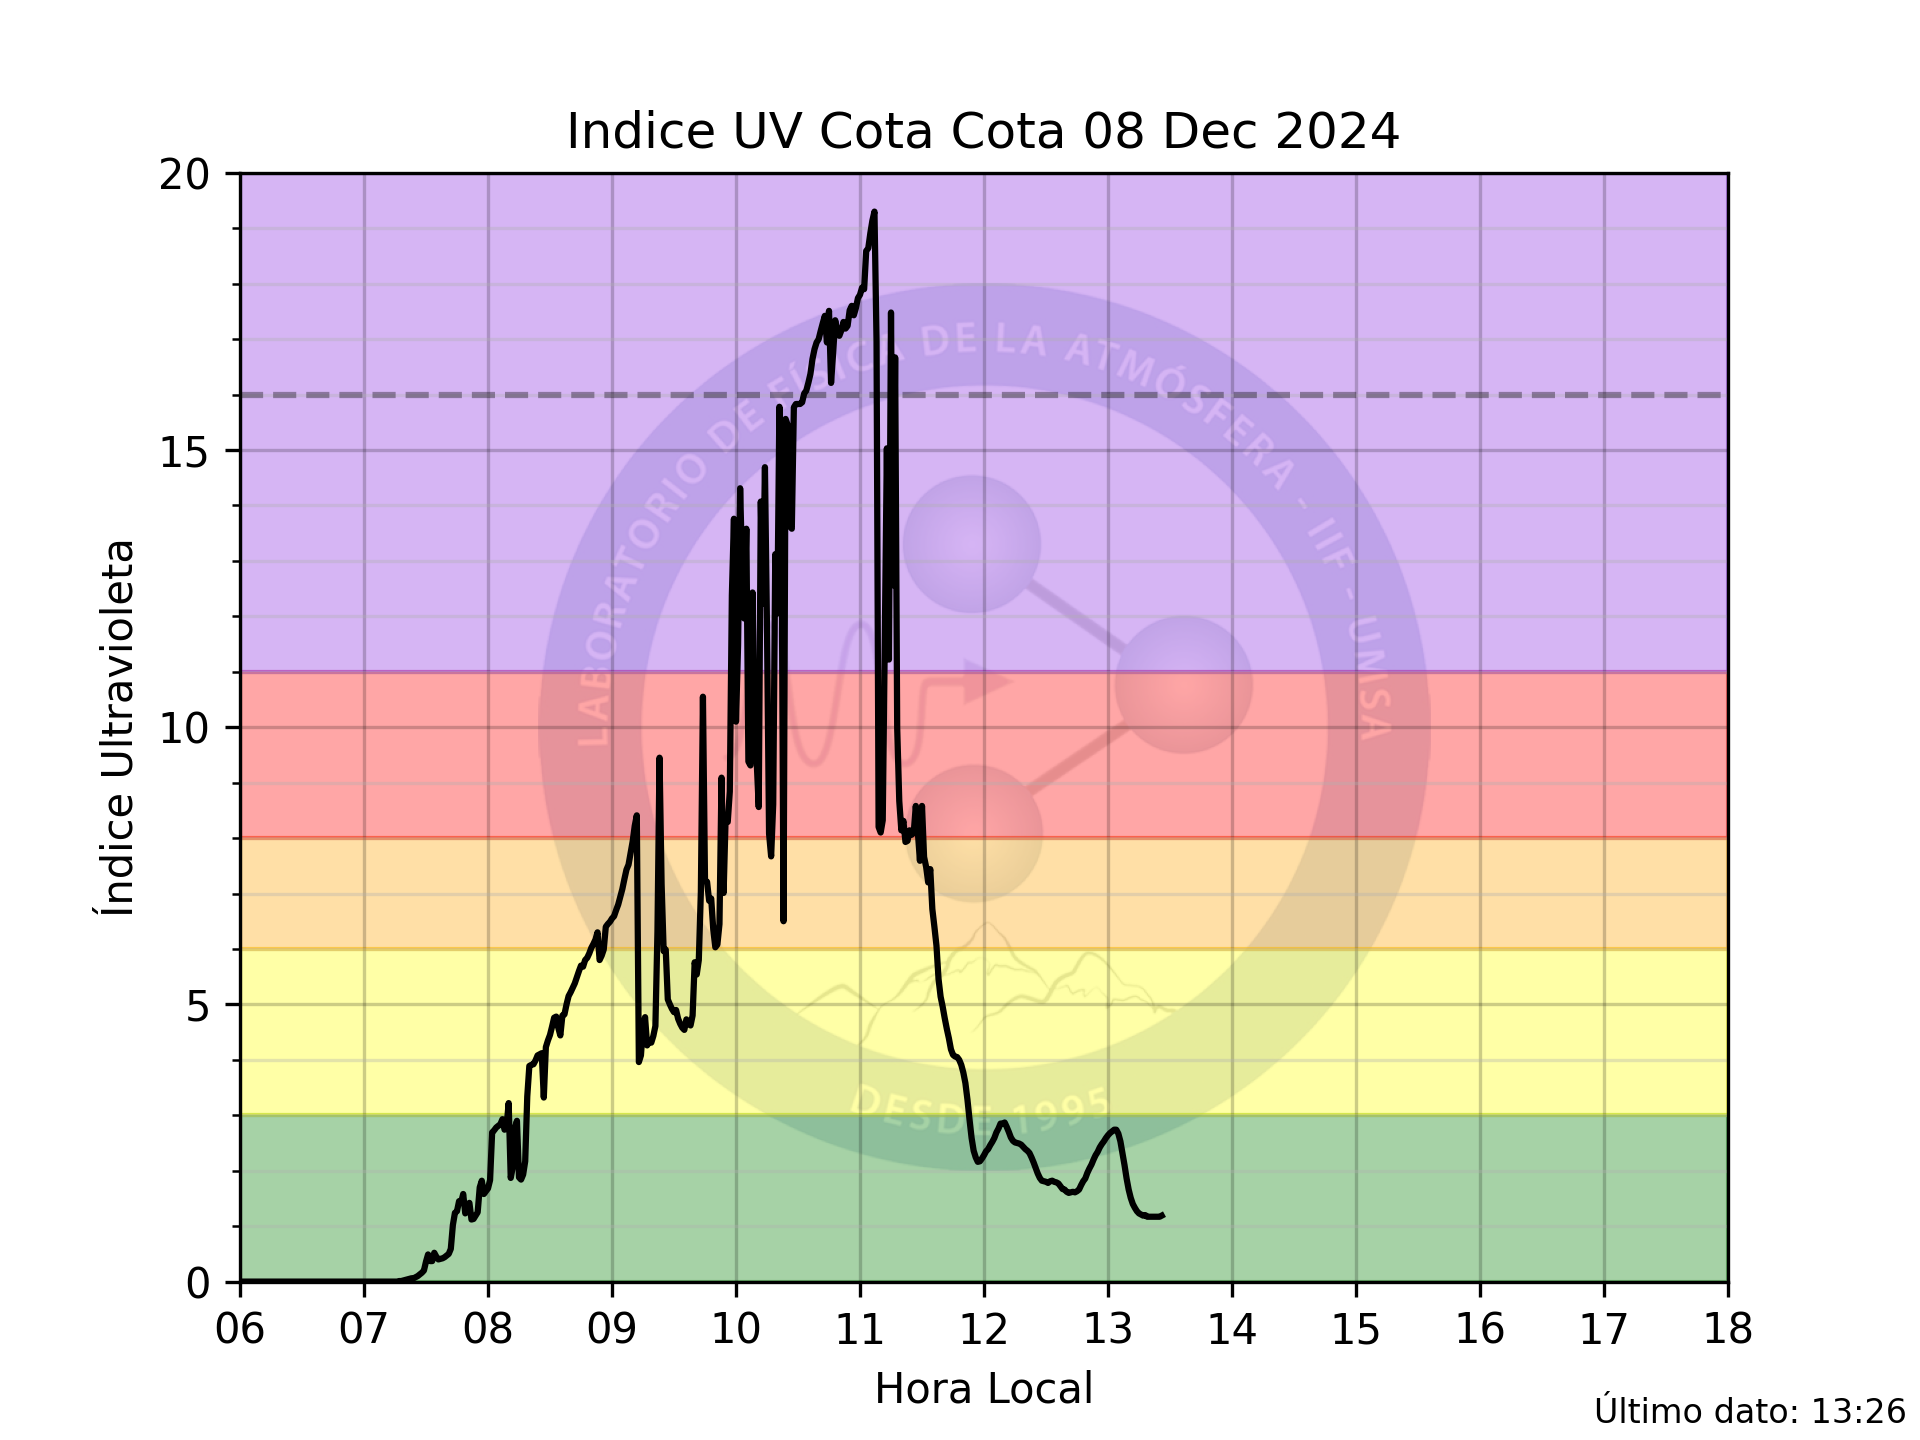 Indice UV Cota Cota 08 Dec 2024
20
15
10
5
0
Índice Ultravioleta
LABORATORIO DE FÍSICA DE LA ATMÓSFERA - IIF - UMSA
DESDE 1995
06 07 08 09 10 11 12 13 14 15 16 17 18
Hora Local
Último dato: 13:26